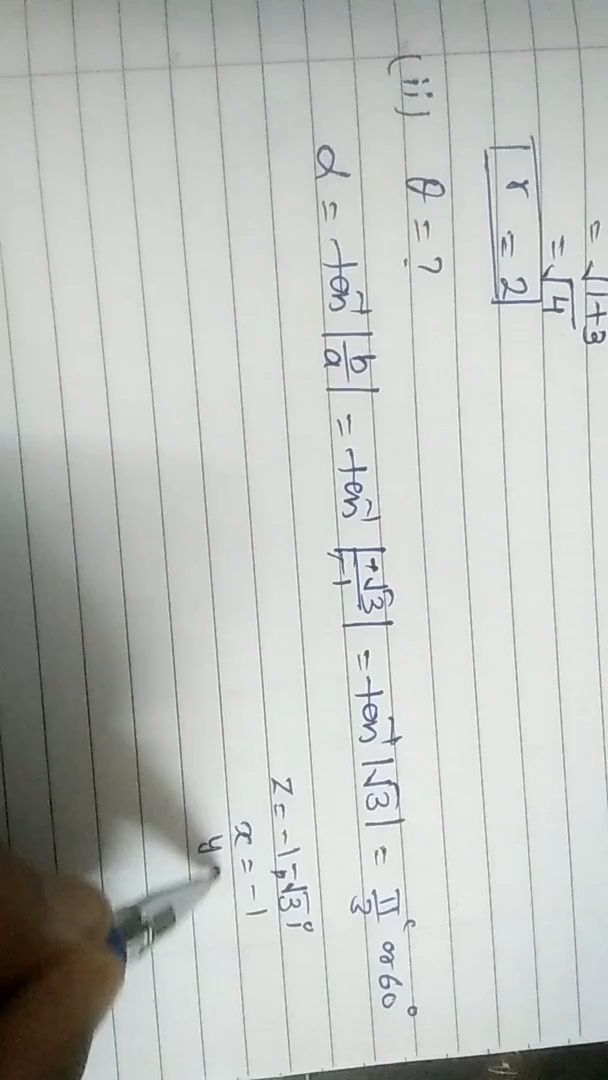 = √1+3
= √4
r = 2
(ii) θ = ?
α = tan⁻¹ |b/a| = tan⁻¹ |+√3/-1| = tan⁻¹ |√3| = π/3ᶜ or 60°
z = -1, -√3 i
x = -1
y